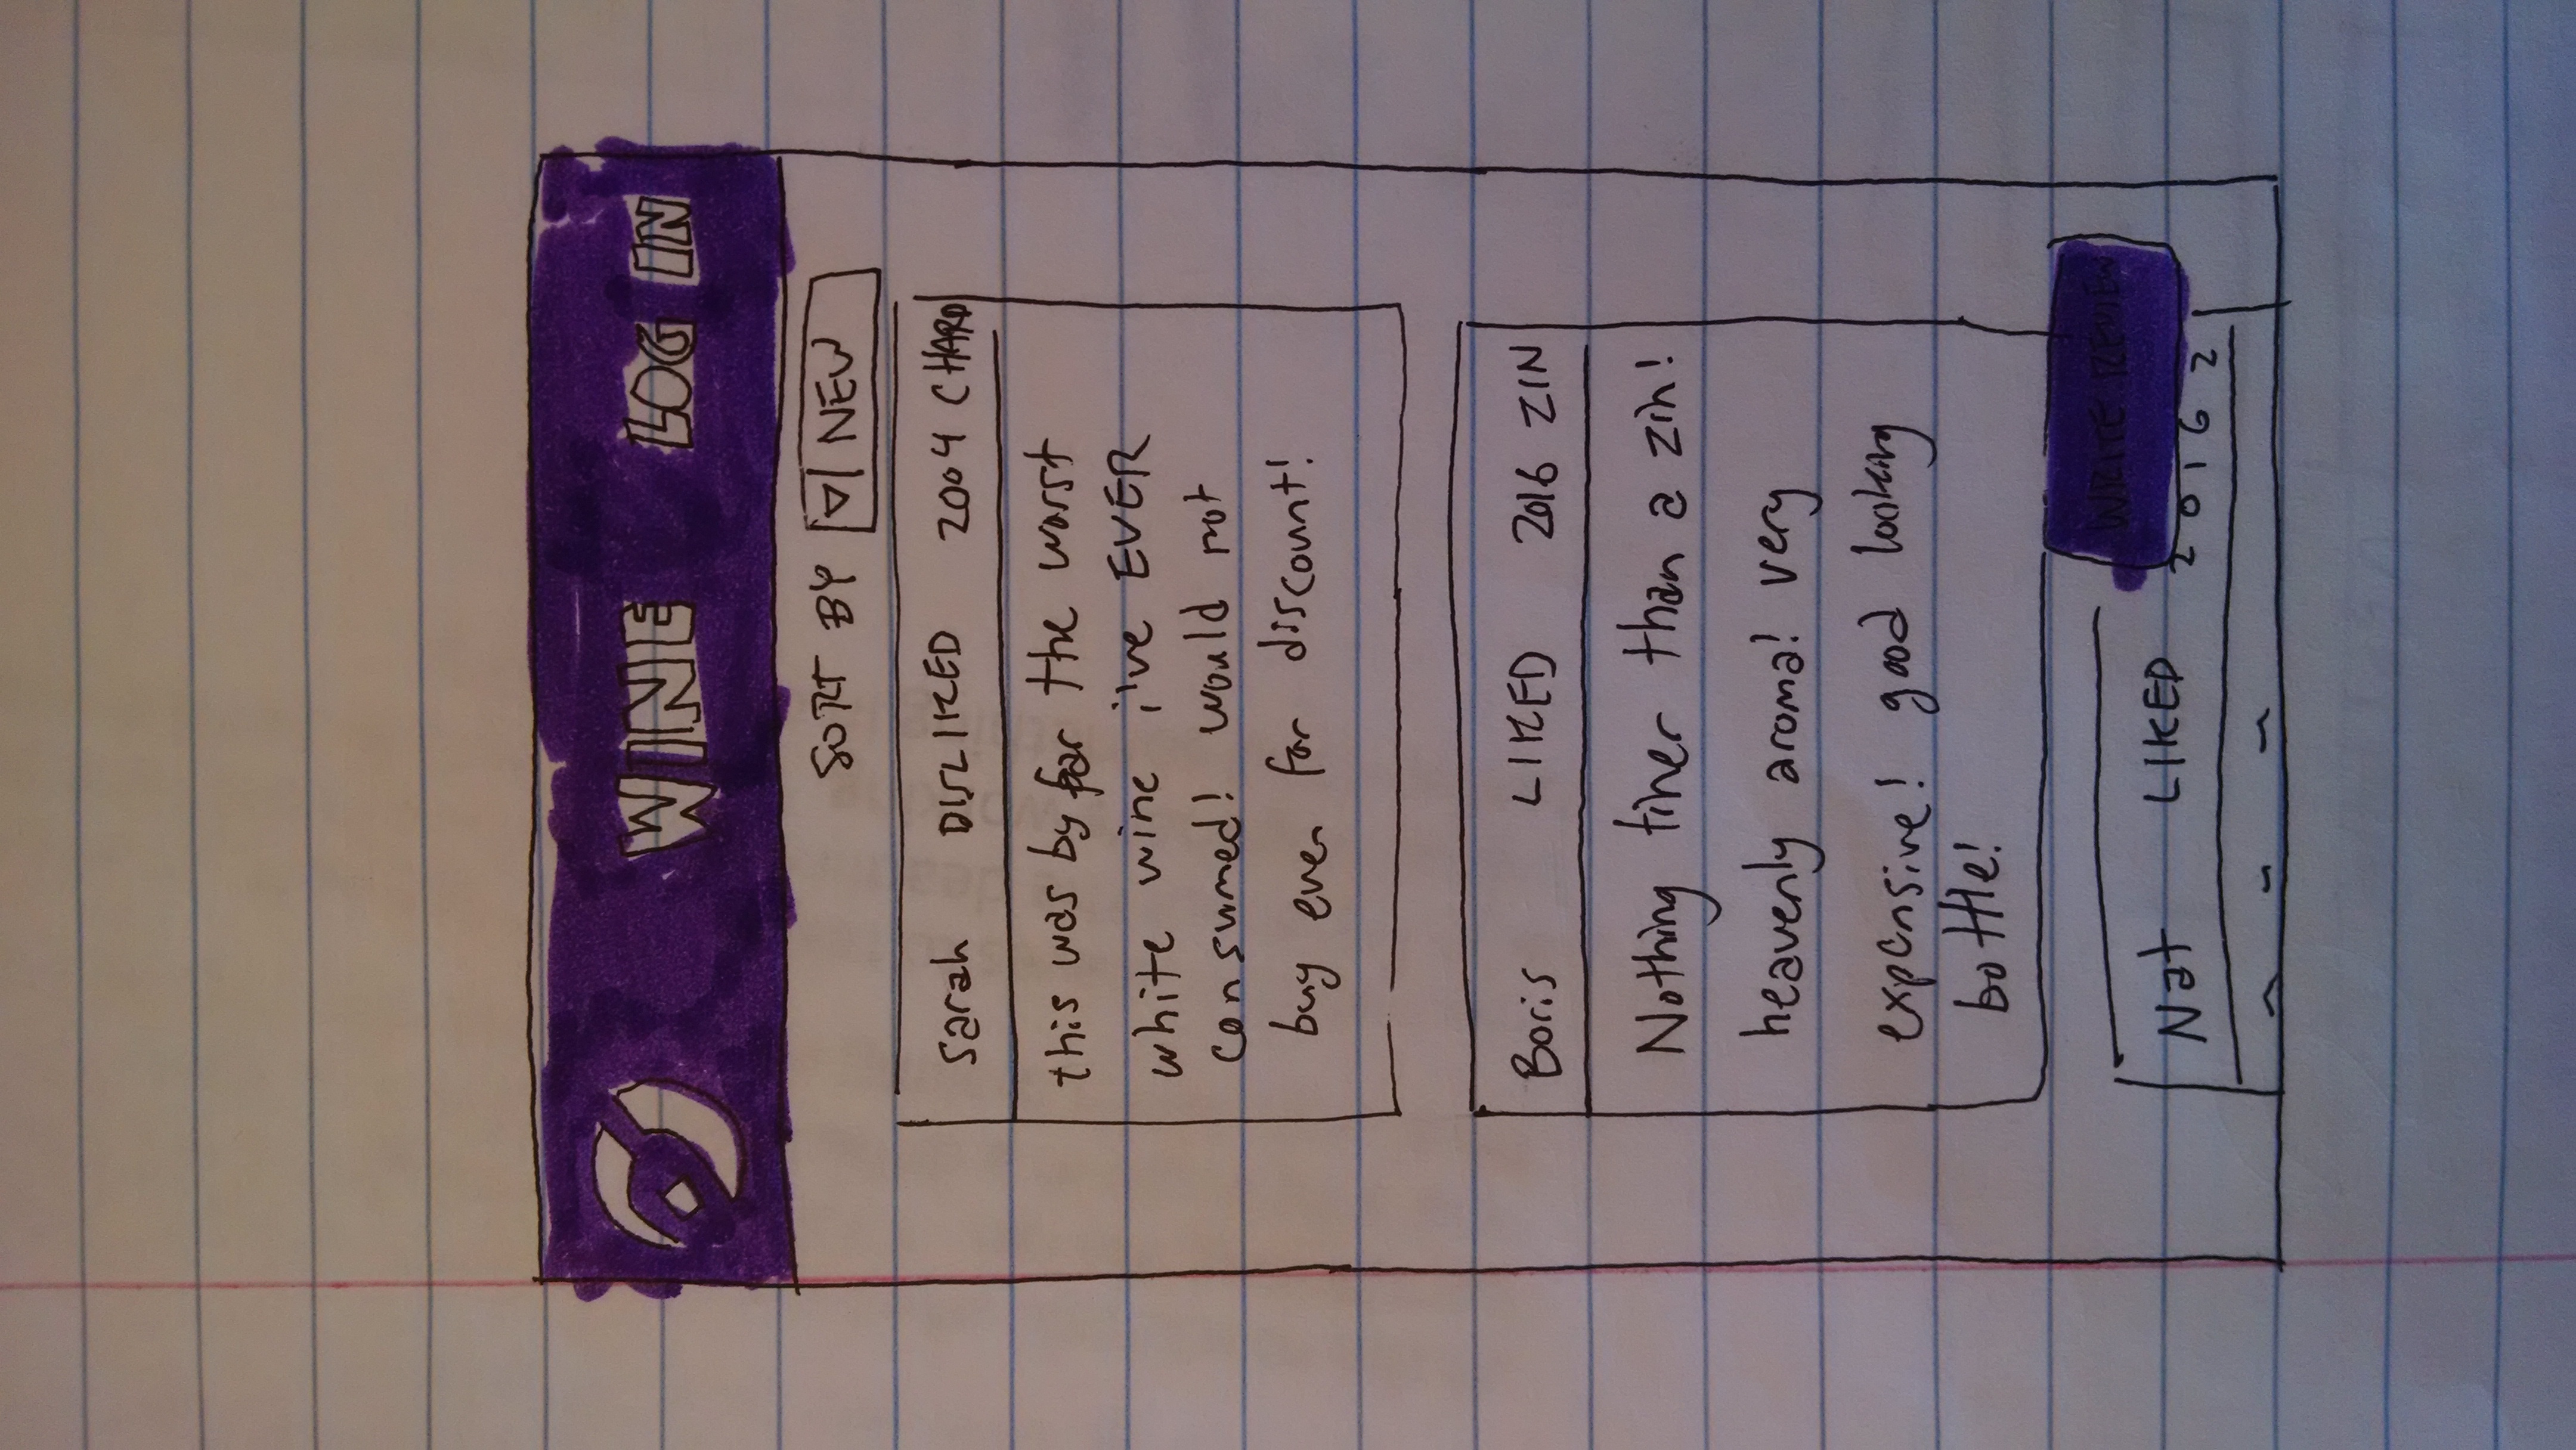 WINE LOG IN
SORT BY ▽ NEW
Sarah DISLIKED 2004 CHARD
this was by far the worst
white wine i've EVER
consumed! would not
buy even for discount!
Boris LIKED 2016 ZIN
Nothing finer than a zin!
heavenly aroma! very
expensive! good looking
bottle!
WRITE REVIEW
Nat LIKED 2016 Z